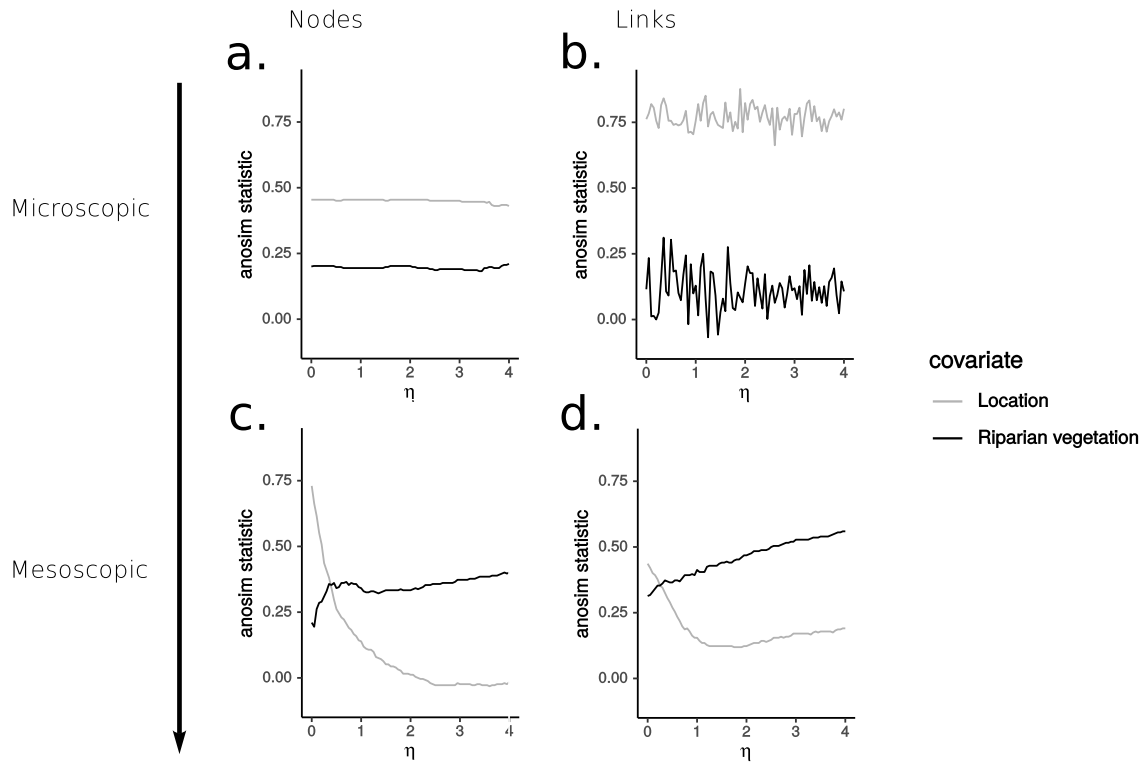 Nodes
Links
a.
b.
Microscopic
anosim statistic
0.75
0.50
0.25
0.00
0 1 2 3 4
η
anosim statistic
0.75
0.50
0.25
0.00
0 1 2 3 4
η
covariate
Location
Riparian vegetation
c.
d.
Mesoscopic
anosim statistic
0.75
0.50
0.25
0.00
0 1 2 3 4
η
anosim statistic
0.75
0.50
0.25
0.00
0 1 2 3 4
η